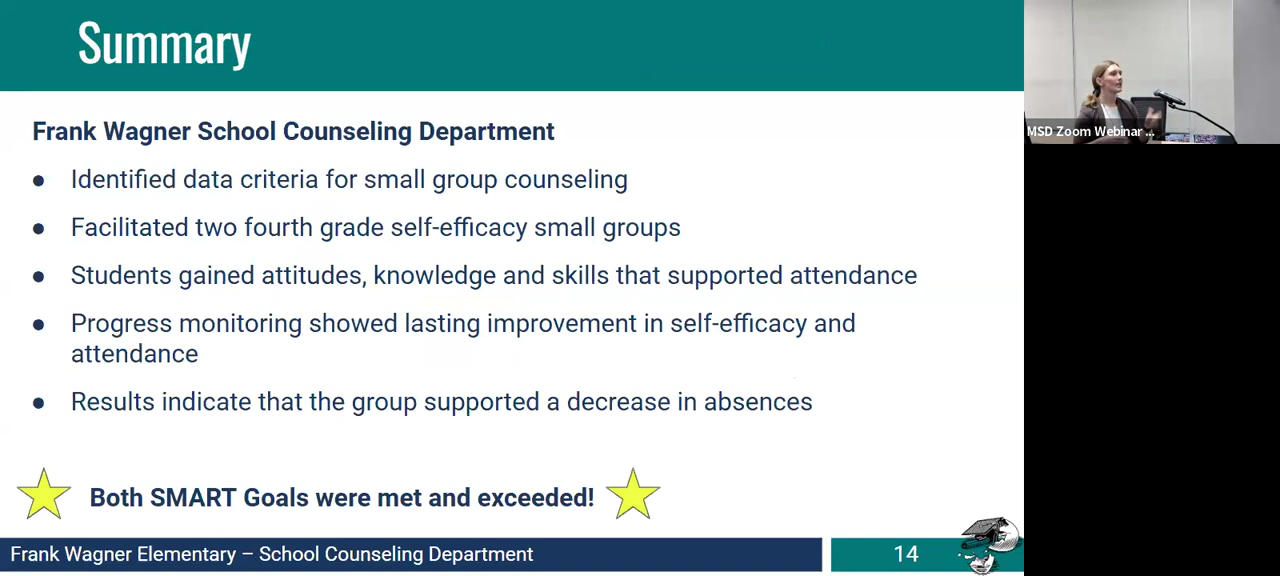 Summary
Frank Wagner School Counseling Department
● Identified data criteria for small group counseling
● Facilitated two fourth grade self-efficacy small groups
● Students gained attitudes, knowledge and skills that supported attendance
● Progress monitoring showed lasting improvement in self-efficacy and
attendance
● Results indicate that the group supported a decrease in absences
Both SMART Goals were met and exceeded!
Frank Wagner Elementary – School Counseling Department
14
MSD Zoom Webinar ...